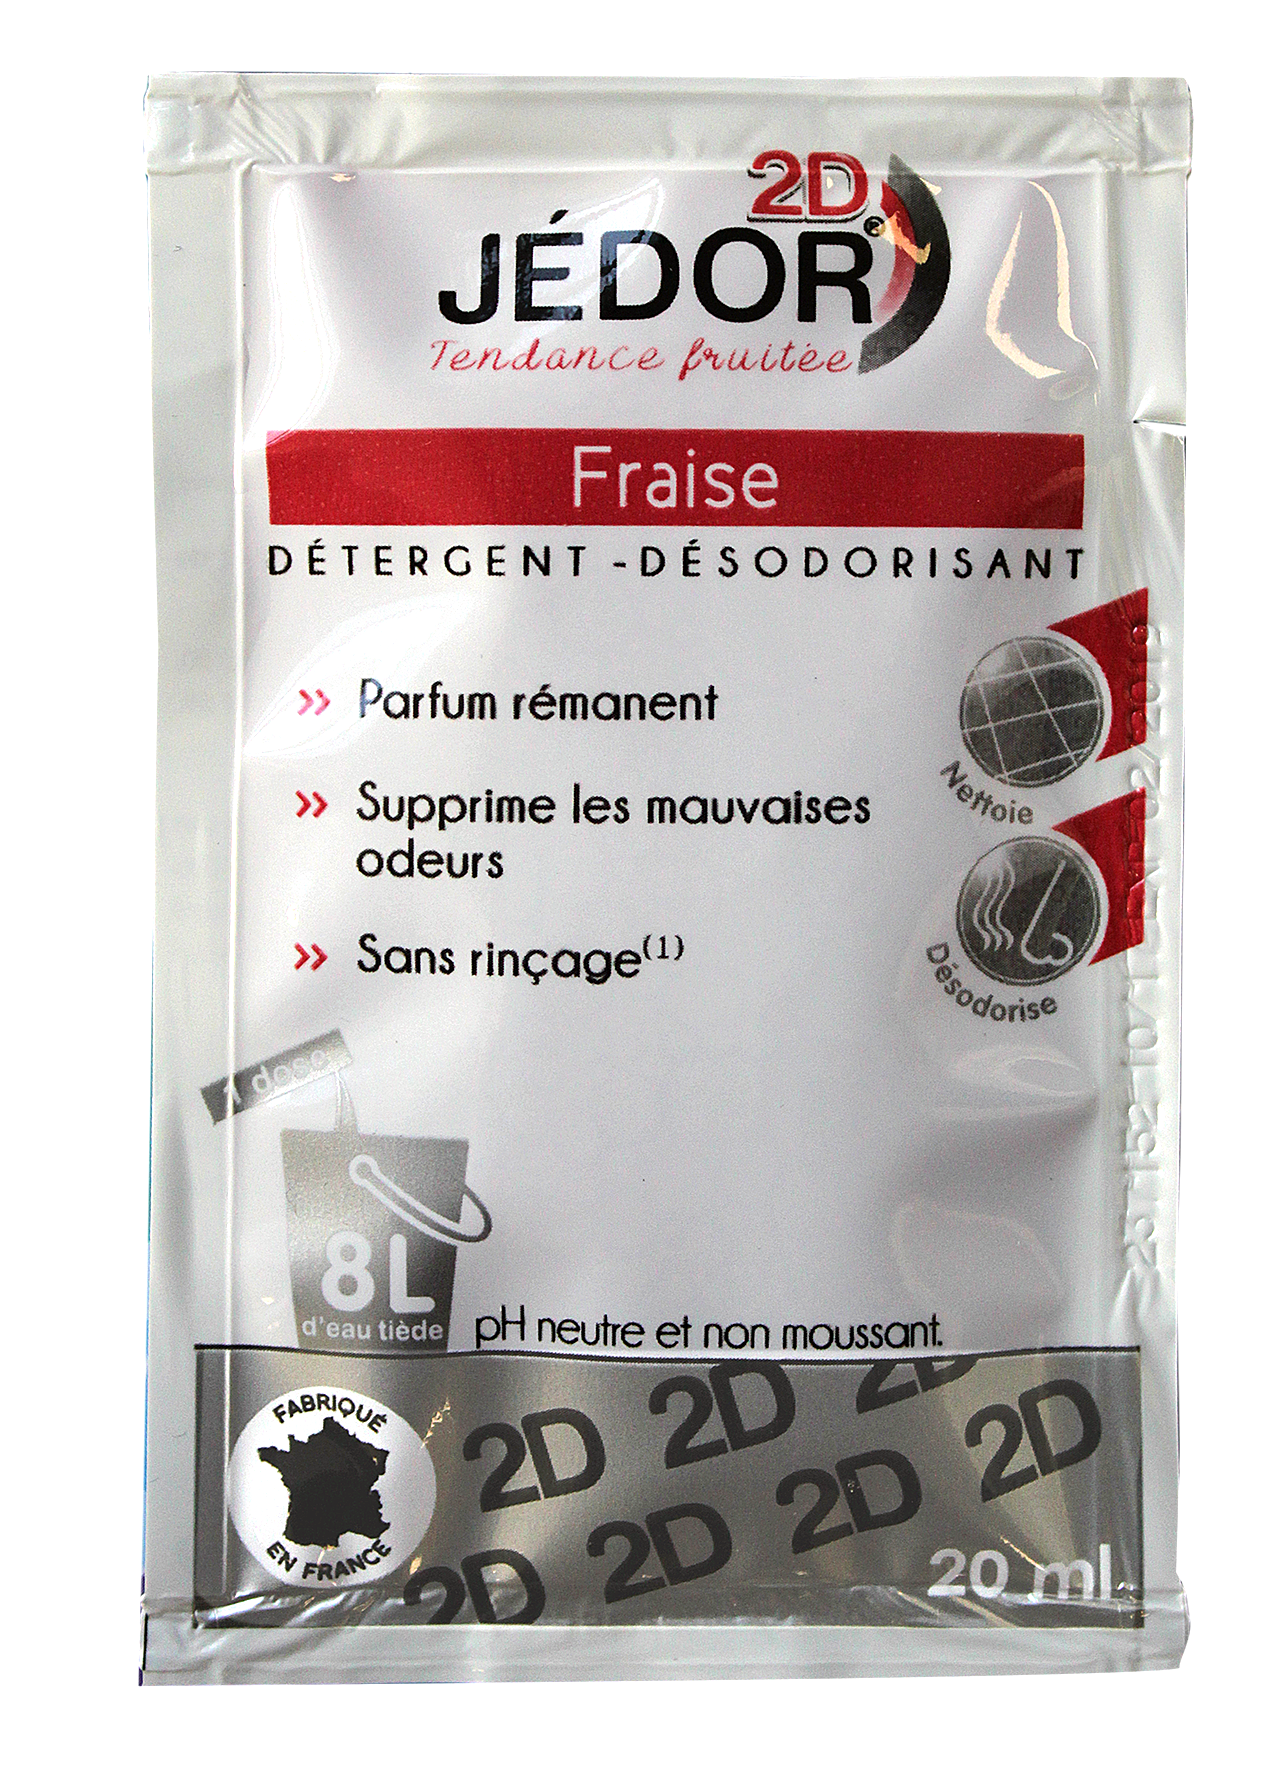 2D
JÉDOR®
Tendance fruitée
Fraise
DÉTERGENT -DÉSODORISANT
>> Parfum rémanent
>> Supprime les mauvaises
odeurs
>> Sans rinçage(1)
Nettoie
Désodorise
1 dose
8L
d'eau tiède
pH neutre et non moussant.
FABRIQUÉ
EN FRANCE
2D 2D 2D
2D 2D 2D 2D
20 ml